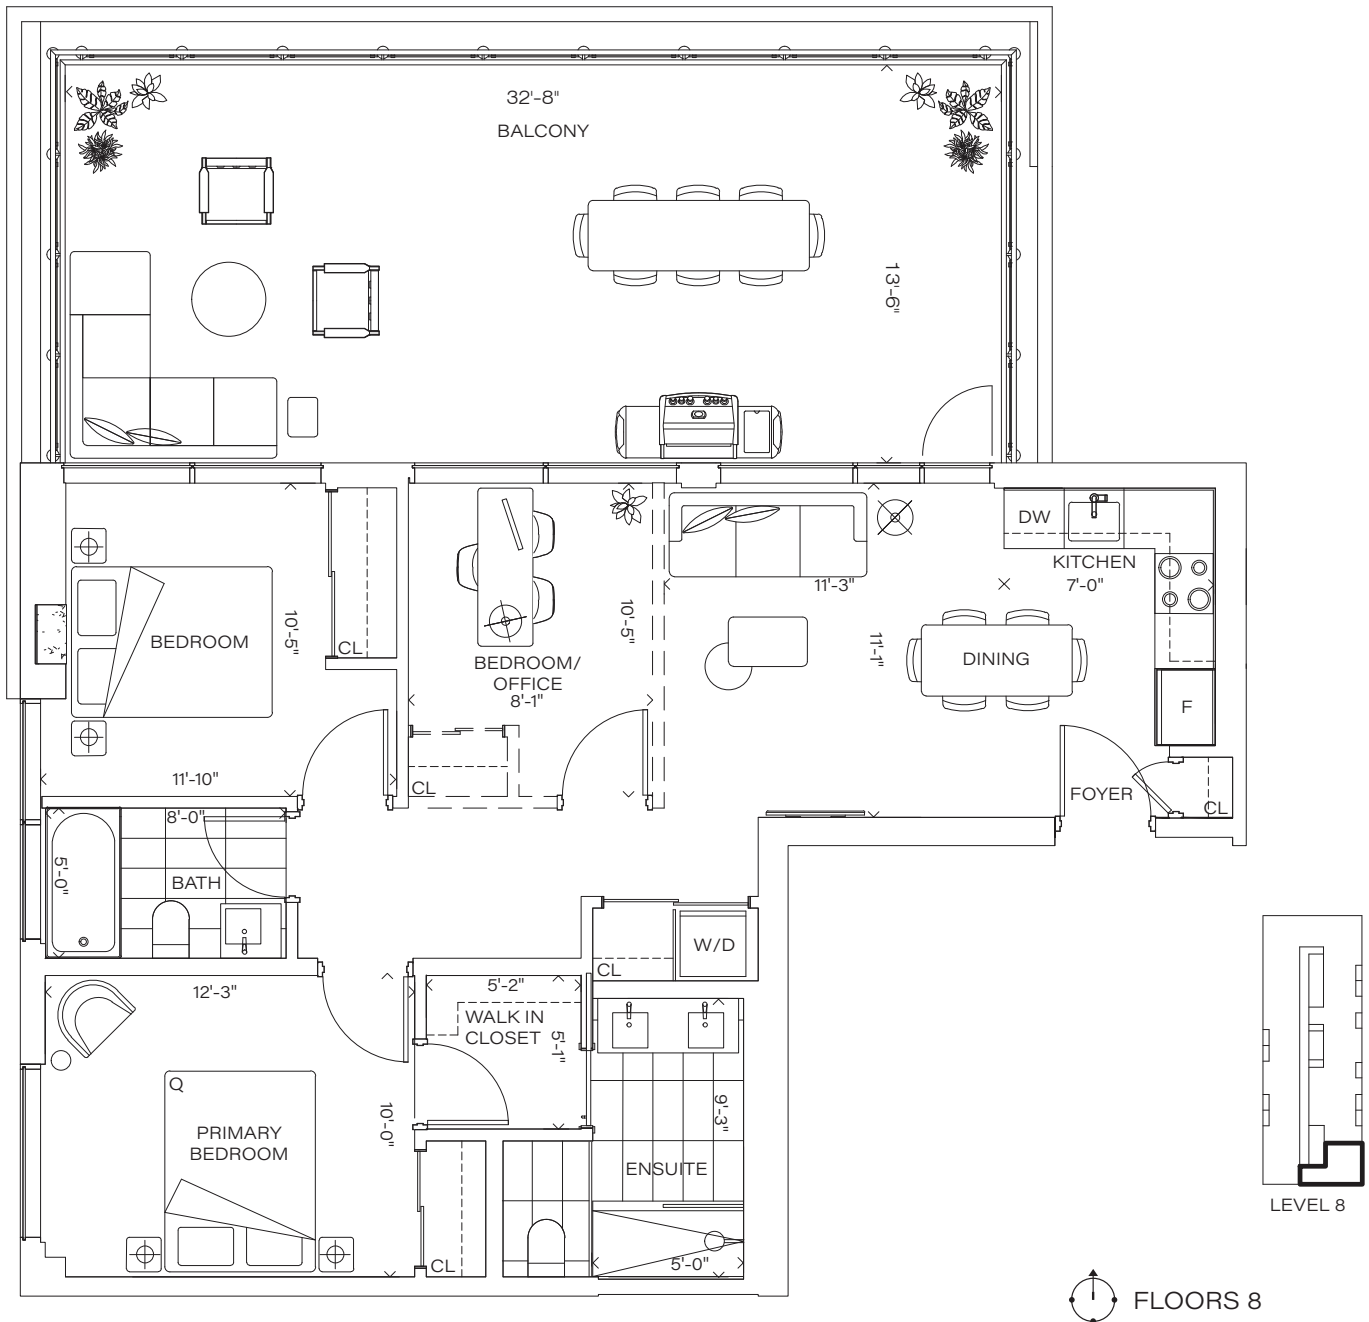 32'-8"
BALCONY
13'-6"
DW
KITCHEN
7'-0"
11'-3"
10'-5"
CL
BEDROOM
10'-5"
BEDROOM/
OFFICE
8'-1"
11'-1"
DINING
F
11'-10"
CL
FOYER
CL
8'-0"
5'-0"
BATH
W/D
CL
12'-3"
5'-2"
WALK IN
CLOSET
5'-1"
Q
10'-0"
9'-3"
PRIMARY
BEDROOM
ENSUITE
CL
5'-0"
LEVEL 8
FLOORS 8